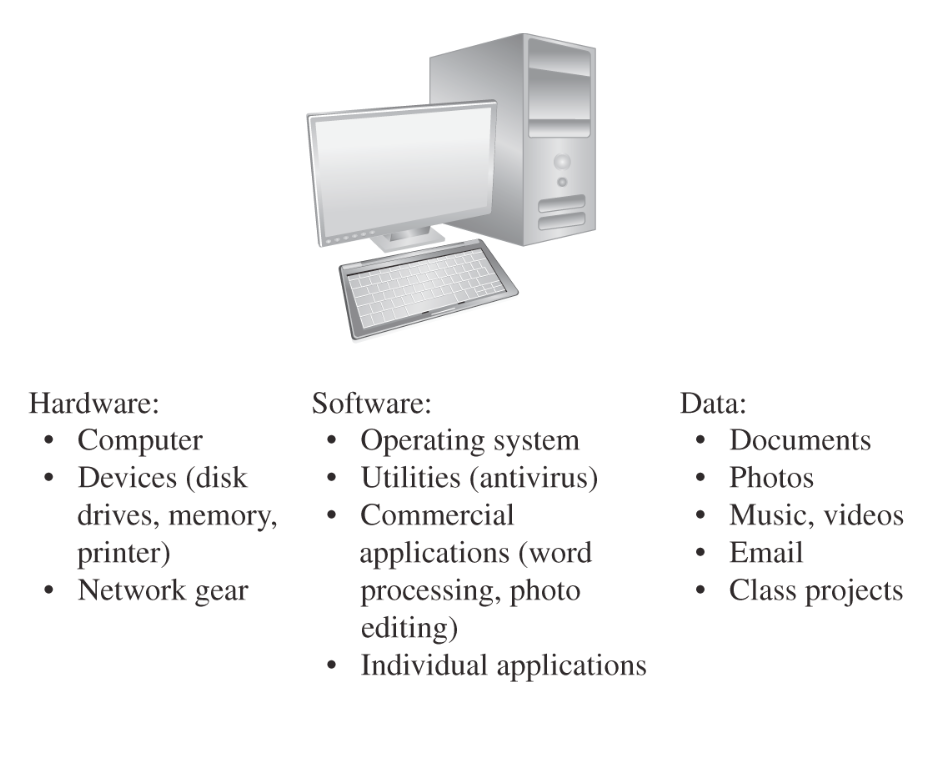 Hardware:
• Computer
• Devices (disk
drives, memory,
printer)
• Network gear
Software:
• Operating system
• Utilities (antivirus)
• Commercial
applications (word
processing, photo
editing)
• Individual applications
Data:
• Documents
• Photos
• Music, videos
• Email
• Class projects